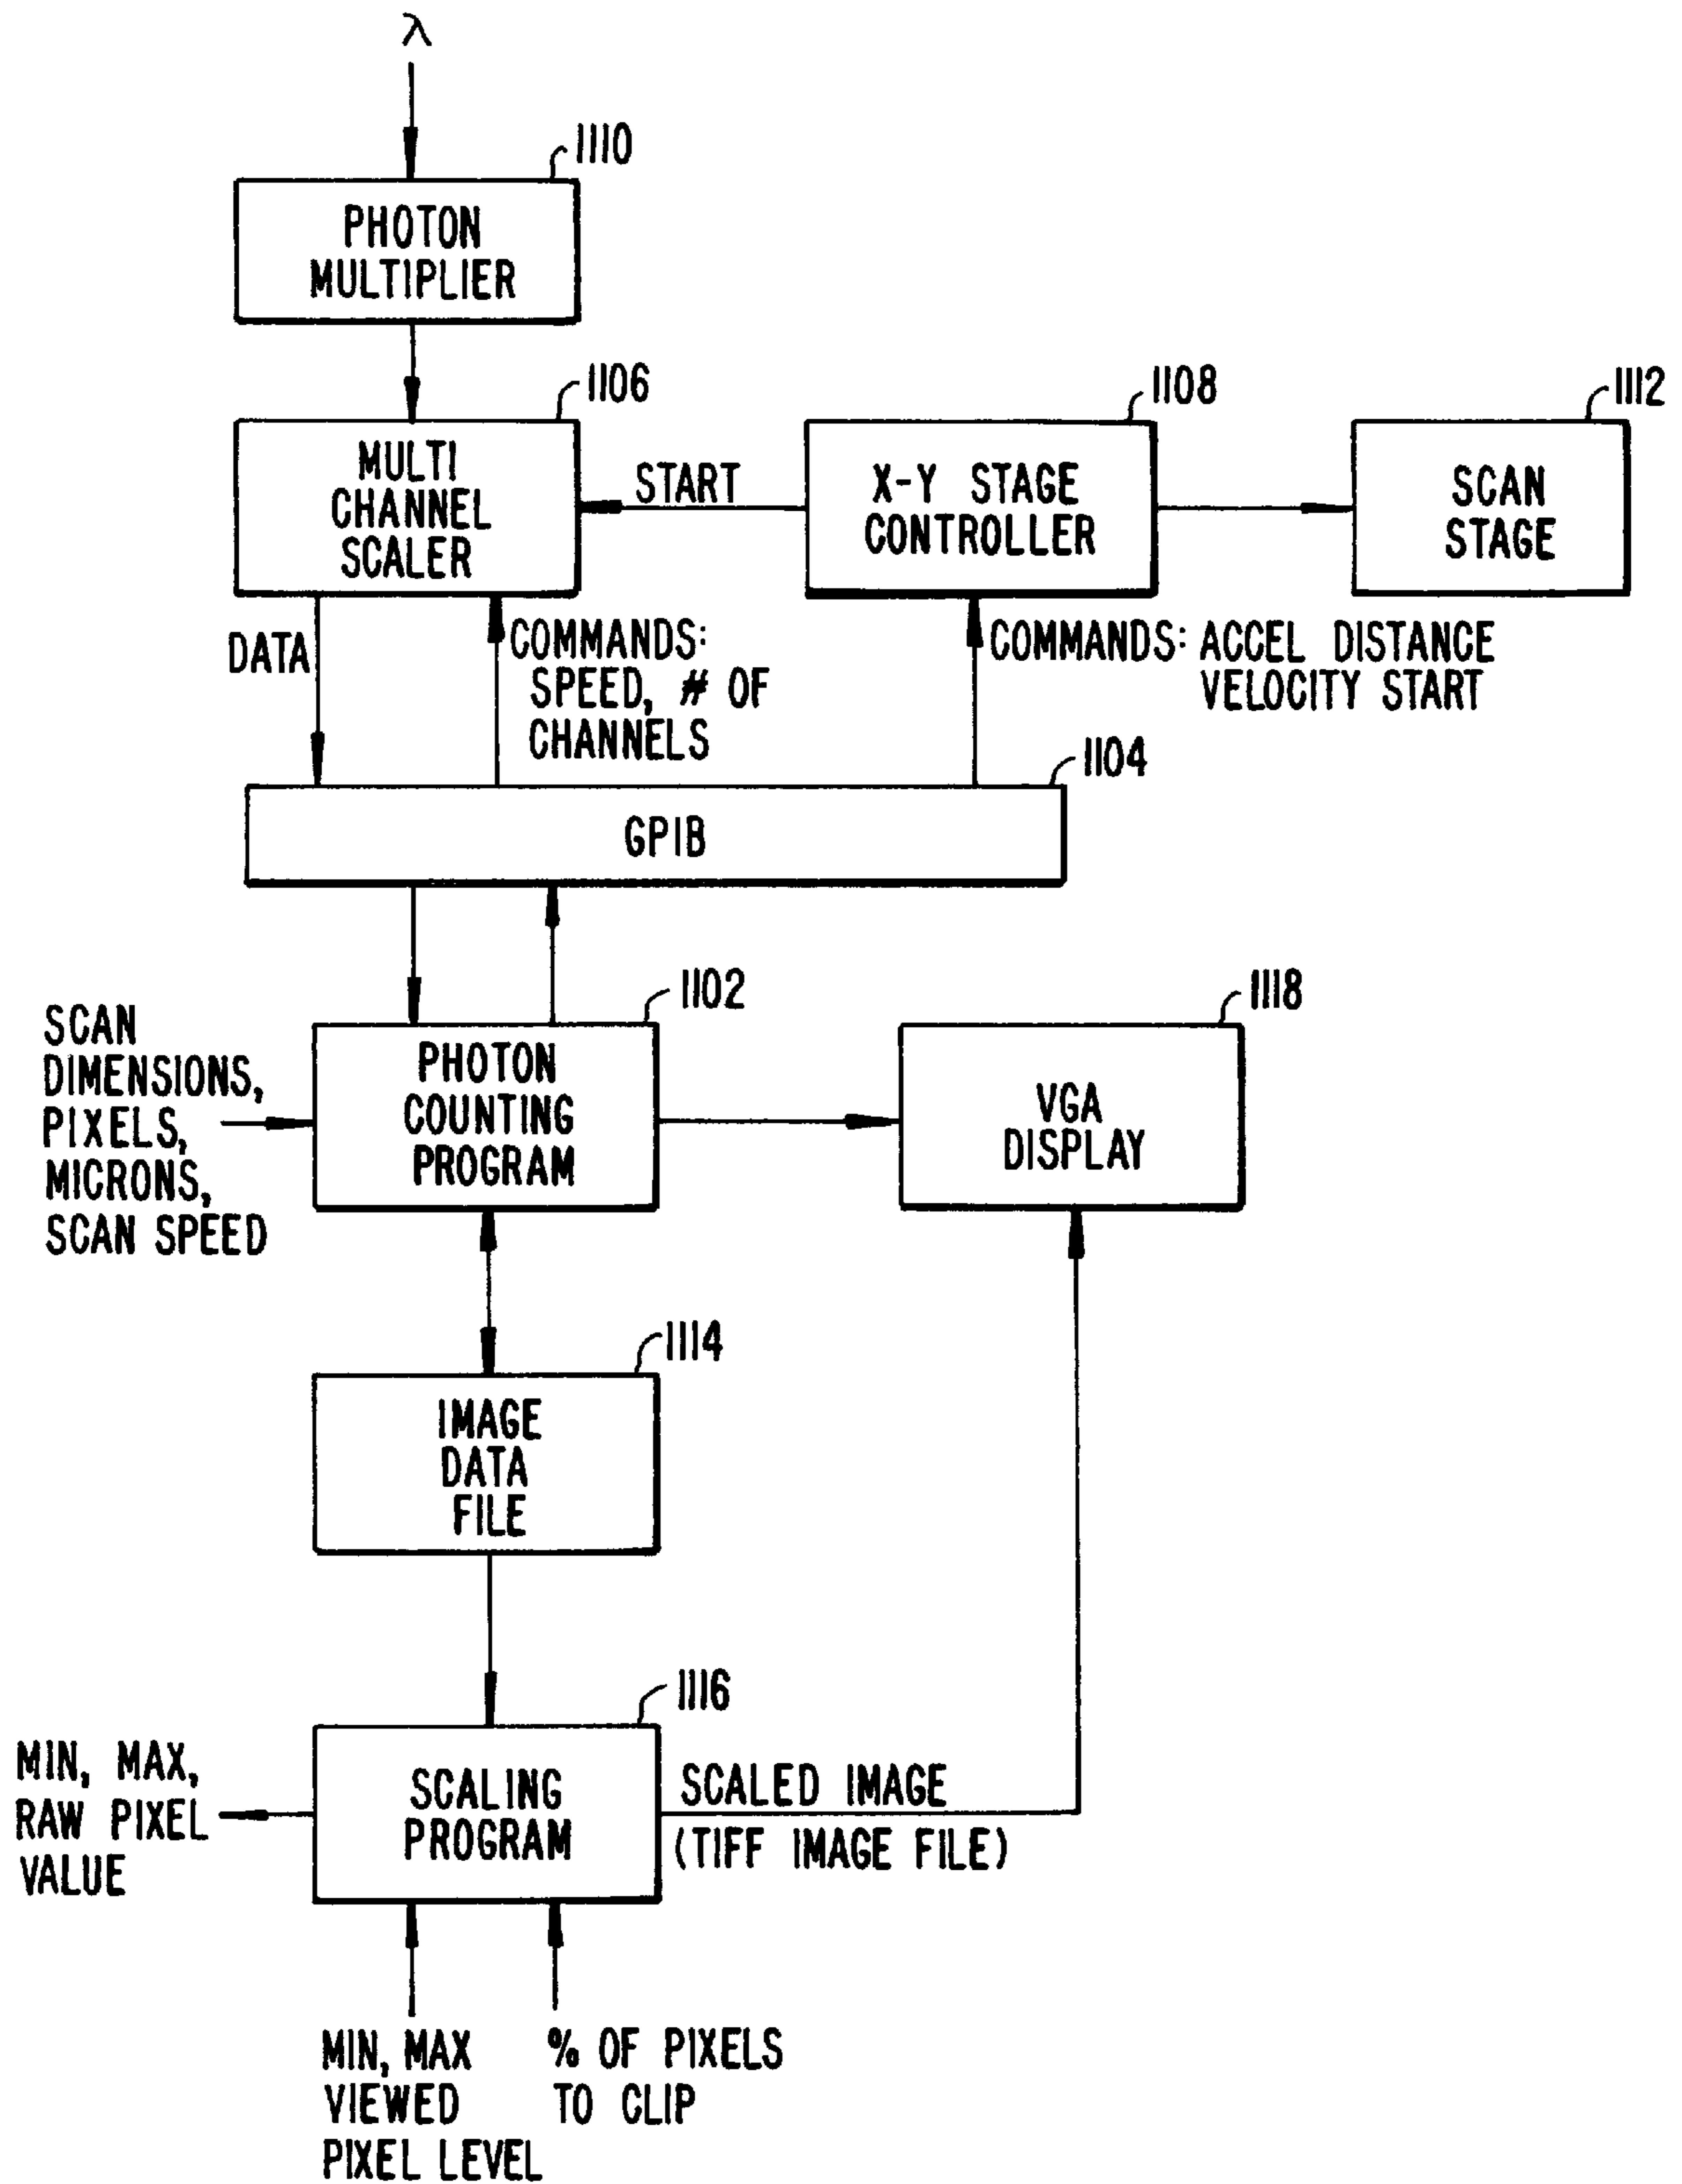 λ
1110
PHOTON
MULTIPLIER
1106
1108
1112
MULTI
CHANNEL
SCALER
START
X-Y STAGE
CONTROLLER
SCAN
STAGE
DATA
COMMANDS:
SPEED, # OF
CHANNELS
COMMANDS: ACCEL DISTANCE
VELOCITY START
1104
GPIB
1102
1118
SCAN
DIMENSIONS,
PIXELS,
MICRONS,
SCAN SPEED
PHOTON
COUNTING
PROGRAM
VGA
DISPLAY
1114
IMAGE
DATA
FILE
1116
MIN, MAX,
RAW PIXEL
VALUE
SCALING
PROGRAM
SCALED IMAGE
(TIFF IMAGE FILE)
MIN, MAX
VIEWED
PIXEL LEVEL
% OF PIXELS
TO CLIP